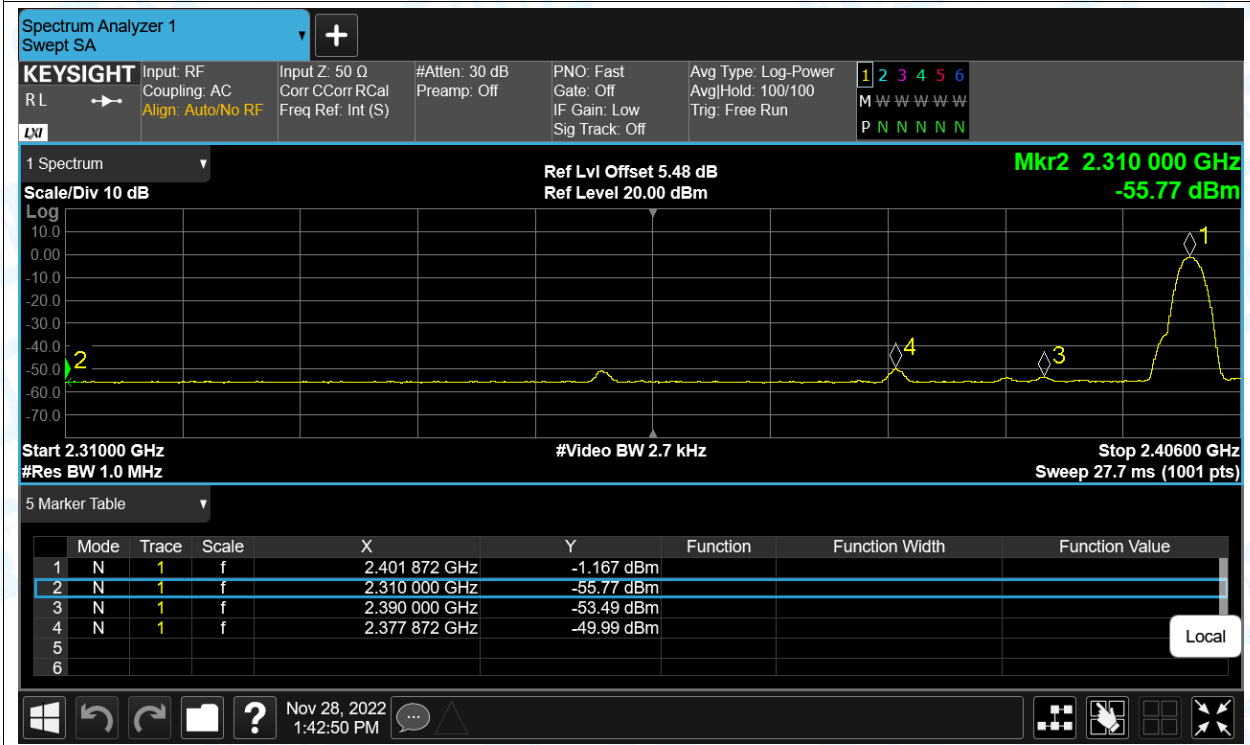 Spectrum Analyzer 1
Swept SA
+
KEYSIGHT
R L
LXI
Input: RF
Coupling: AC
Align: Auto/No RF
Input Z: 50 Ω
Corr CCorr RCal
Freq Ref: Int (S)
#Atten: 30 dB
Preamp: Off
PNO: Fast
Gate: Off
IF Gain: Low
Sig Track: Off
Avg Type: Log-Power
Avg|Hold: 100/100
Trig: Free Run
1 2 3 4 5 6
M W W W W W W
P N N N N N
1 Spectrum
Scale/Div 10 dB
Ref Lvl Offset 5.48 dB
Ref Level 20.00 dBm
Mkr2 2.310 000 GHz
-55.77 dBm
Log
10.0
0.00
-10.0
-20.0
-30.0
-40.0
-50.0
-60.0
-70.0
1
2
4
3
Start 2.31000 GHz
#Video BW 2.7 kHz
Stop 2.40600 GHz
#Res BW 1.0 MHz
Sweep 27.7 ms (1001 pts)
5 Marker Table
Mode Trace Scale X Y Function Function Width Function Value
1 N 1 f 2.401 872 GHz -1.167 dBm
2 N 1 f 2.310 000 GHz -55.77 dBm
3 N 1 f 2.390 000 GHz -53.49 dBm
4 N 1 f 2.377 872 GHz -49.99 dBm
5
6
Local
?
Nov 28, 2022
1:42:50 PM